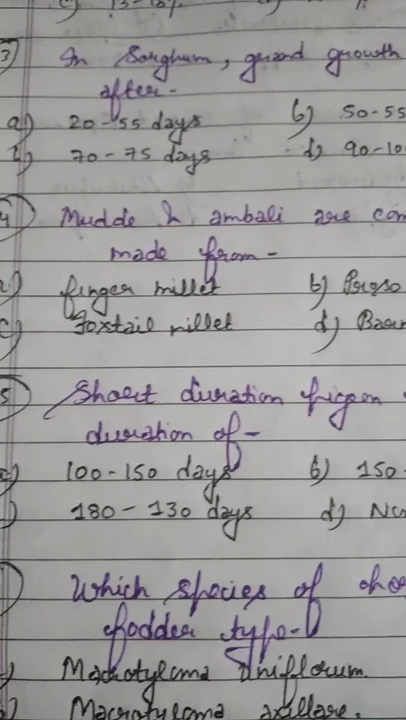 13-15%
3) In Sorghum, grand growth
after-
a) 20-55 days b) 50-55
70-75 days d) 90-10
4) Mudde & ambali are com
made from-
finger millet b) Proso
c) Foxtail millet d) Barn
5) Short duration
duration of-
100-150 days b) 150
180-130 days d) No
Which species of
fodder type-
Macrotyloma Uniflorum.
Macrotyloma axillare.